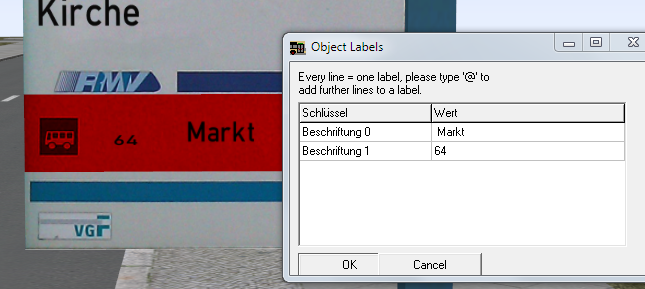 Kirche
RMV
64 Markt
VGF
Object Labels
Every line = one label, please type '@' to
add further lines to a label.
Schlüssel Wert
Beschriftung 0 Markt
Beschriftung 1 64
OK Cancel